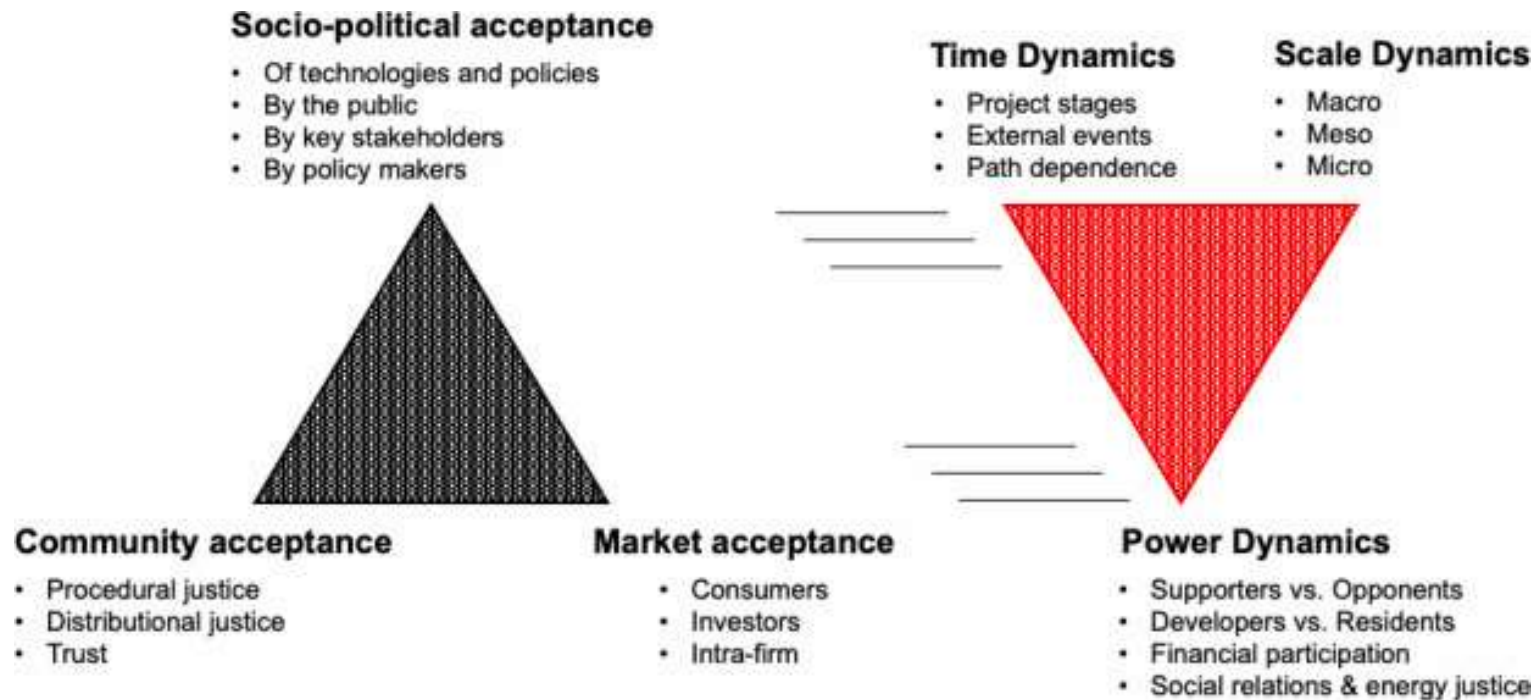 Socio-political acceptance
• Of technologies and policies
• By the public
• By key stakeholders
• By policy makers
Time Dynamics
• Project stages
• External events
• Path dependence
Scale Dynamics
• Macro
• Meso
• Micro
Community acceptance
• Procedural justice
• Distributional justice
• Trust
Market acceptance
• Consumers
• Investors
• Intra-firm
Power Dynamics
• Supporters vs. Opponents
• Developers vs. Residents
• Financial participation
• Social relations & energy justice